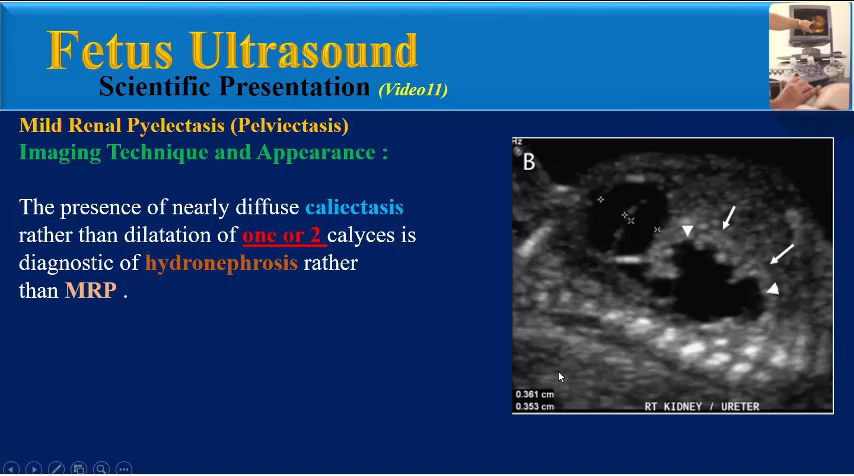 Fetus Ultrasound
Scientific Presentation (Video11)
Mild Renal Pyelectasis (Pelviectasis)
Imaging Technique and Appearance :
The presence of nearly diffuse caliectasis
rather than dilatation of one or 2 calyces is
diagnostic of hydronephrosis rather
than MRP .
Hz
B
0.361 cm
0.353 cm
RT KIDNEY / URETER